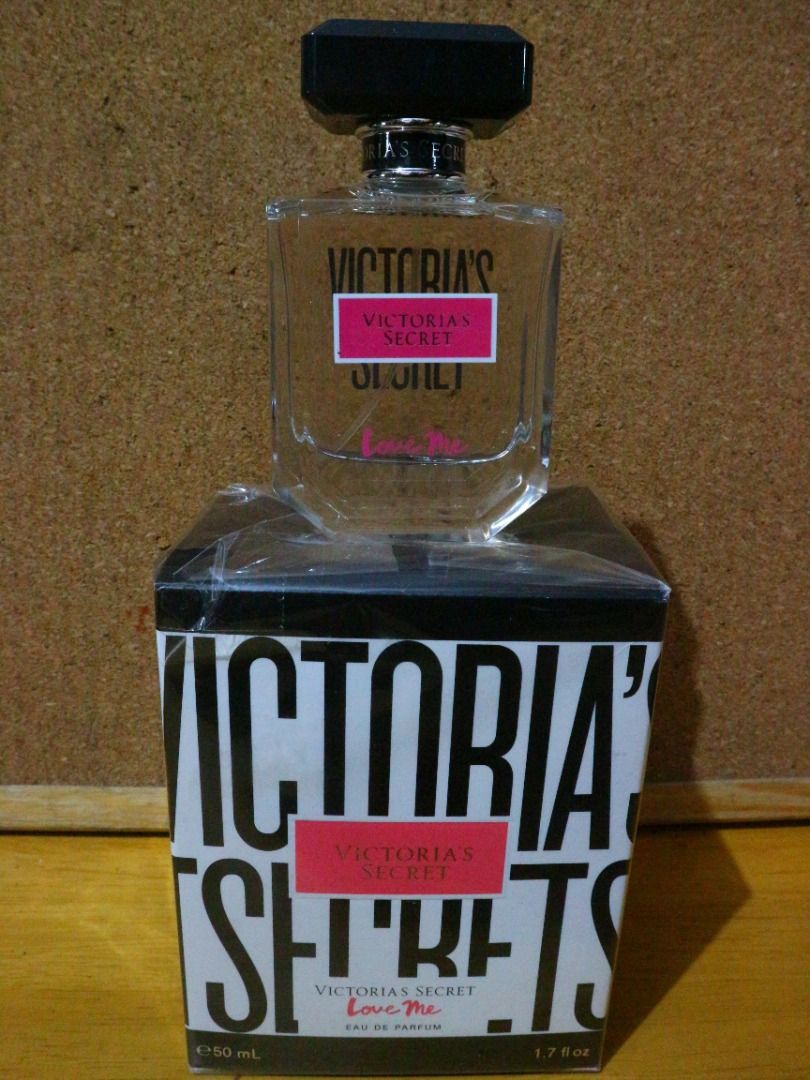 VICTORIA'S SECRET
VICTORIA'S
VICTORIA'S
SECRET
SECRET
Love Me
VICTORIA'S
VICTORIA'S
SECRET
SECRETS
VICTORIA'S SECRET
Love Me
EAU DE PARFUM
℮50 mL
1.7 fl oz